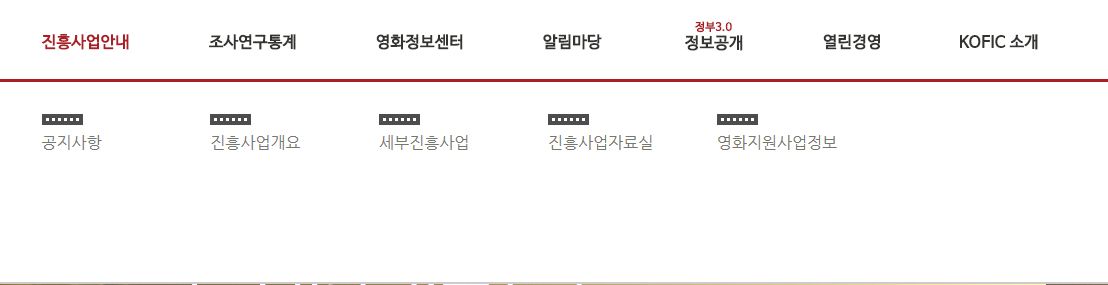 진흥사업안내
조사연구통계
영화정보센터
알림마당
정부3.0
정보공개
열린경영
KOFIC 소개
공지사항
진흥사업개요
세부진흥사업
진흥사업자료실
영화지원사업정보